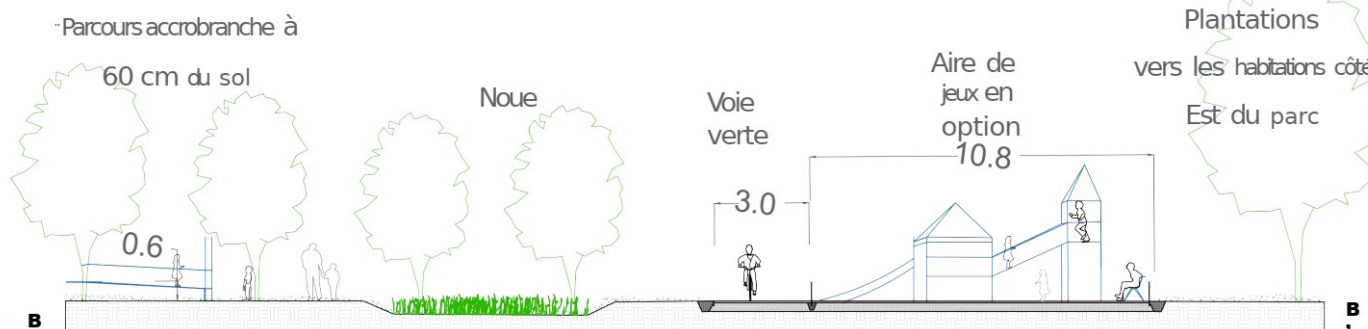 Parcours accrobranche à
60 cm du sol
Noue
Voie
verte
Aire de
jeux en
option
Plantations
vers les habitations côté
Est du parc
10.8
3.0
0.6
B
B